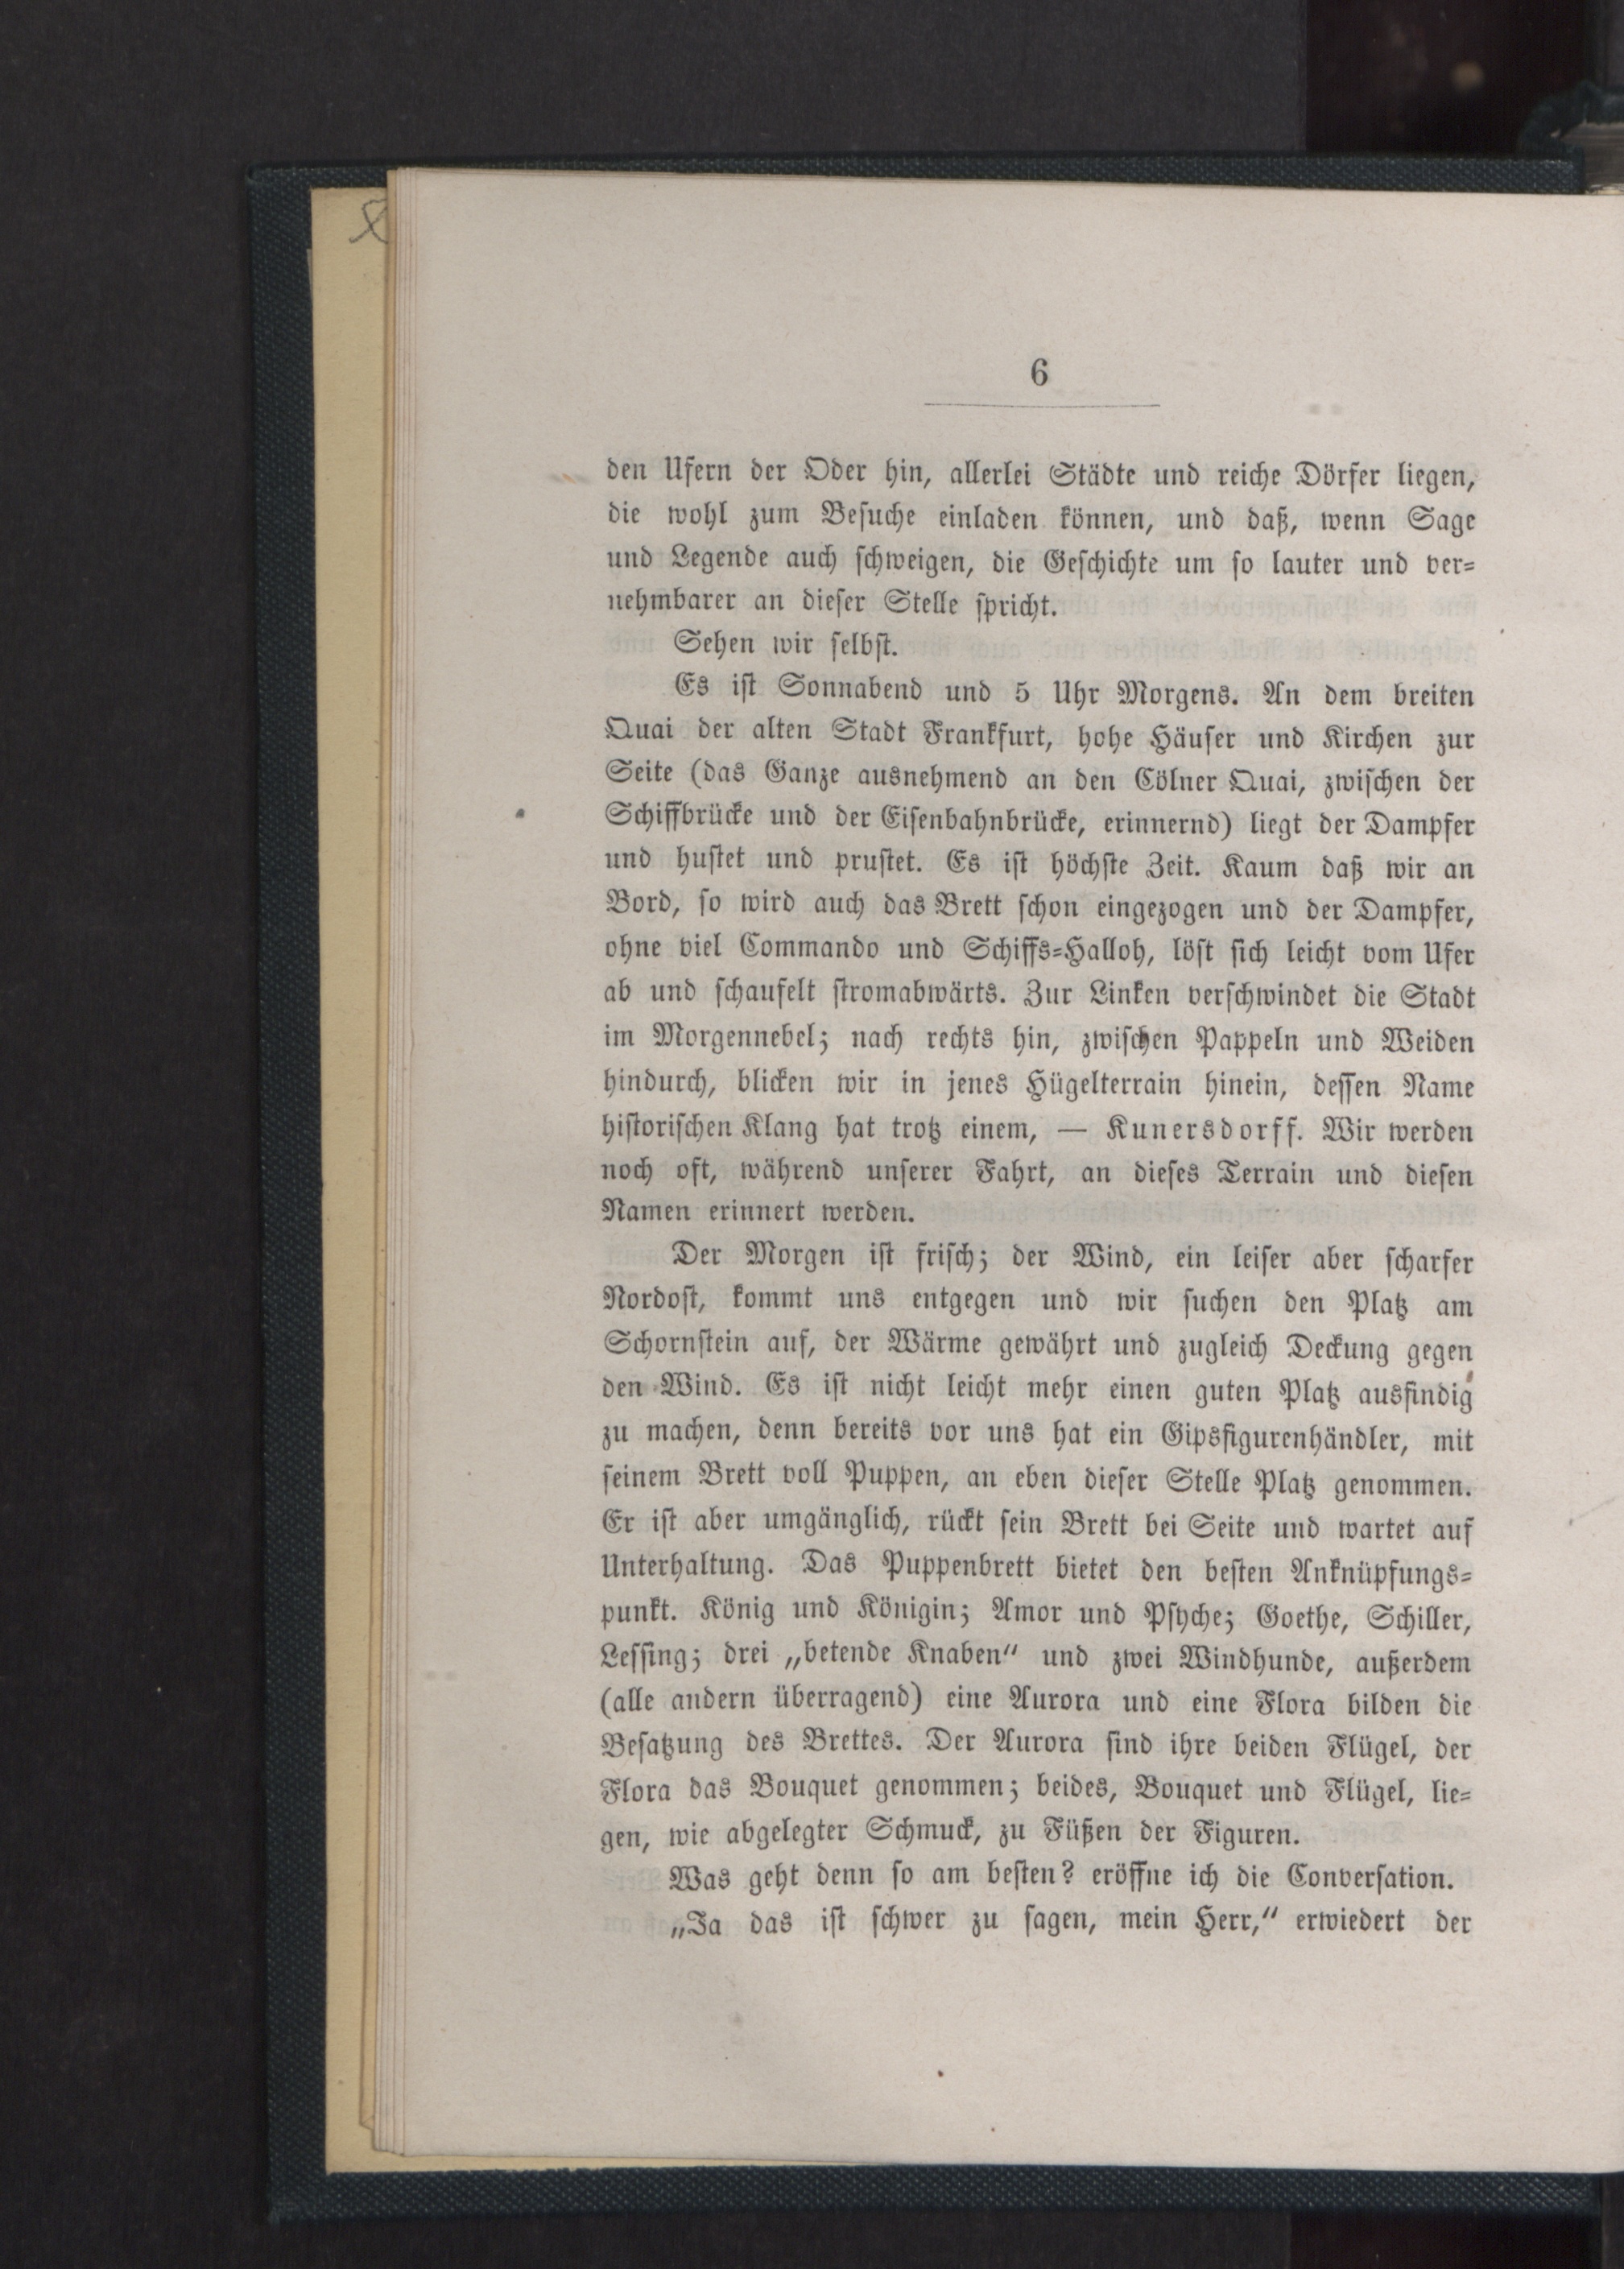 6
den Ufern der Oder hin, allerlei Städte und reiche Dörfer liegen,
die wohl zum Besuche einladen können, und daß, wenn Sage
und Legende auch schweigen, die Geschichte um so lauter und ver=
nehmbarer an dieser Stelle spricht.
Sehen wir selbst.
Es ist Sonnabend und 5 Uhr Morgens. An dem breiten
Quai der alten Stadt Frankfurt, hohe Häuser und Kirchen zur
Seite (das Ganze ausnehmend an den Cölner Quai, zwischen der
Schiffbrücke und der Eisenbahnbrücke, erinnernd) liegt der Dampfer
und hustet und prustet. Es ist höchste Zeit. Kaum daß wir an
Bord, so wird auch das Brett schon eingezogen und der Dampfer,
ohne viel Commando und Schiffs=Halloh, löst sich leicht vom Ufer
ab und schaufelt stromabwärts. Zur Linken verschwindet die Stadt
im Morgennebel; nach rechts hin, zwischen Pappeln und Weiden
hindurch, blicken wir in jenes Hügelterrain hinein, dessen Name
historischen Klang hat trotz einem, — Kunersdorff. Wir werden
noch oft, während unserer Fahrt, an dieses Terrain und diesen
Namen erinnert werden.
Der Morgen ist frisch; der Wind, ein leiser aber scharfer
Nordost, kommt uns entgegen und wir suchen den Platz am
Schornstein auf, der Wärme gewährt und zugleich Deckung gegen
den Wind. Es ist nicht leicht mehr einen guten Platz ausfindig
zu machen, denn bereits vor uns hat ein Gipsfigurenhändler, mit
seinem Brett voll Puppen, an eben dieser Stelle Platz genommen.
Er ist aber umgänglich, rückt sein Brett bei Seite und wartet auf
Unterhaltung. Das Puppenbrett bietet den besten Anknüpfungs=
punkt. König und Königin; Amor und Psyche; Goethe, Schiller,
Lessing; drei „betende Knaben“ und zwei Windhunde, außerdem
(alle andern überragend) eine Aurora und eine Flora bilden die
Besatzung des Brettes. Der Aurora sind ihre beiden Flügel, der
Flora das Bouquet genommen; beides, Bouquet und Flügel, lie=
gen, wie abgelegter Schmuck, zu Füßen der Figuren.
Was geht denn so am besten? eröffne ich die Conversation.
„Ja das ist schwer zu sagen, mein Herr,“ erwiedert der